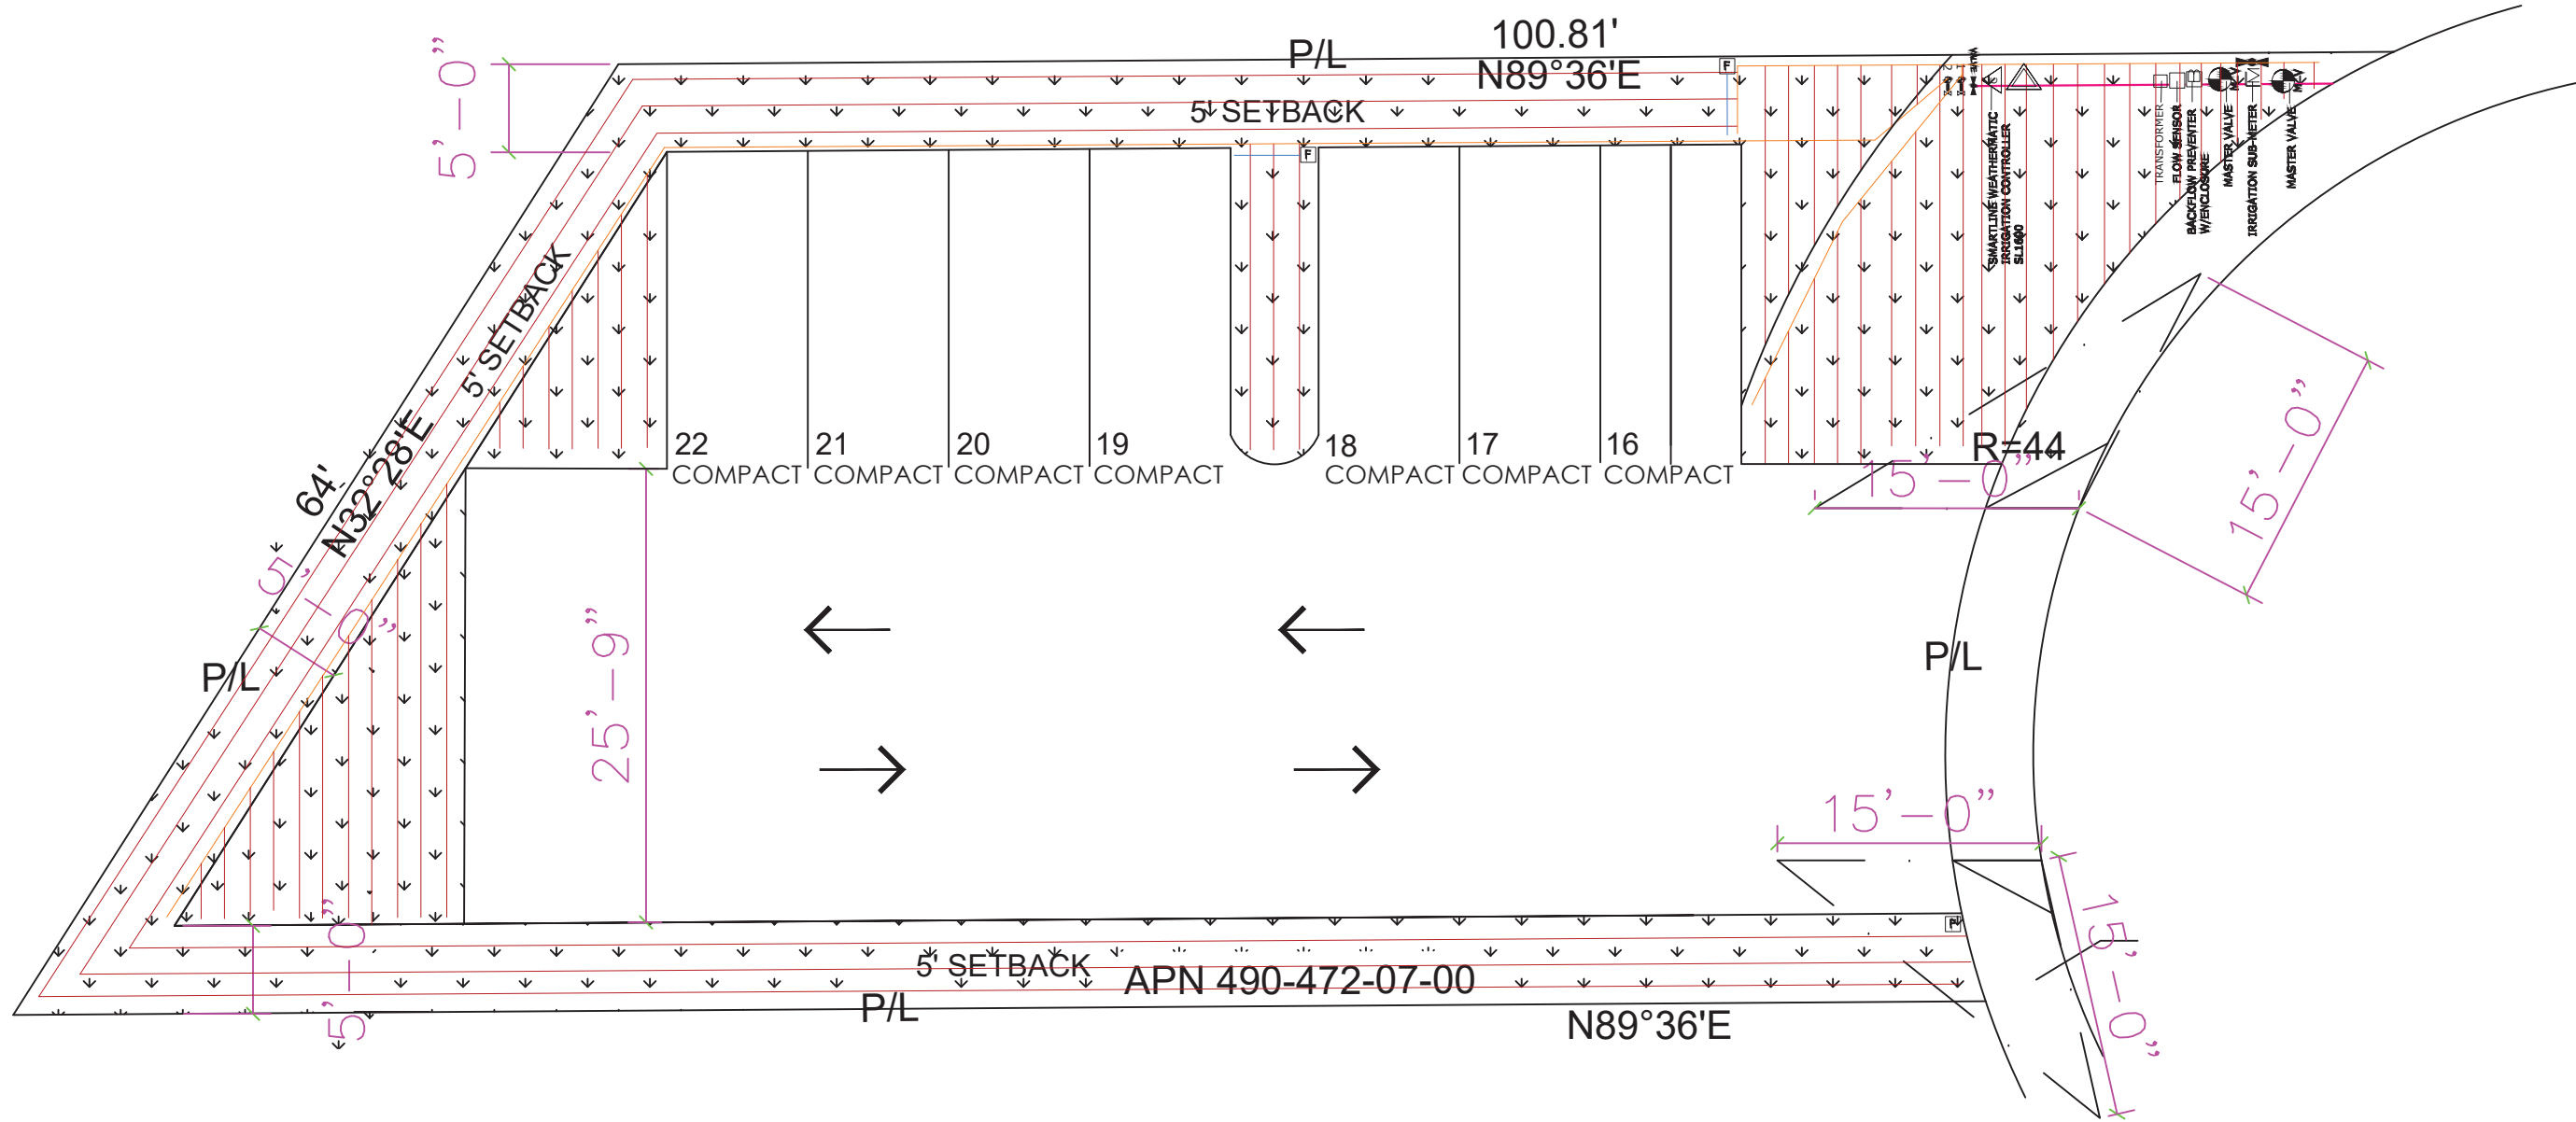 100.81'
P/L
N89°36'E
5'-0"
5' SETBACK
F
F
TRANSFORMER
FLOW SENSOR
BACKFLOW PREVENTER
W/ENCLOSURE
MASTER VALVE
IRRIGATION SUB-METER
MASTER VALVE
SMARTLINE WEATHERMATIC
IRRIGATION CONTROLLER
SL1600
B
MV
M
MV
5' SETBACK
64'
N32°28'E
22
21
20
19
18
17
16
COMPACT
COMPACT
COMPACT
COMPACT
COMPACT
COMPACT
COMPACT
R=44
15'-0"
15'-0"
5'-0"
P/L
25'-9"
P/L
15'-0"
15'-0"
F
5'-0"
5' SETBACK
APN 490-472-07-00
P/L
N89°36'E